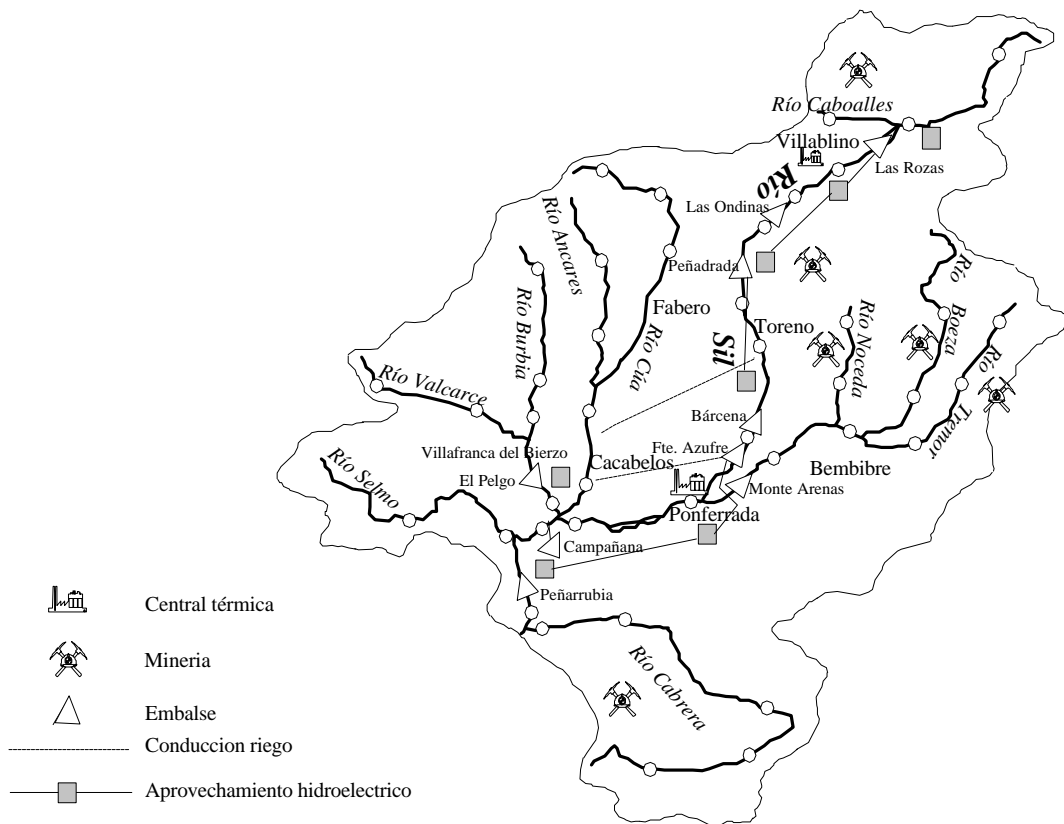 Río Caboalles
Villablino
Las Rozas
Río
Las Ondinas
Río Ancares
Peñadrada
Río
Fabero
Toreno
Río Burbia
Río Cúa
Sil
Río Noceda
Boeza
Río
Río Valcarce
Tremor
Bárcena
Villafranca del Bierzo
Fte. Azufre
Cacabelos
Bembibre
El Pelgo
Río Selmo
Monte Arenas
Ponferrada
Campañana
Peñarrubia
Río Cabrera
Central térmica
Mineria
Embalse
Conduccion riego
Aprovechamiento hidroelectrico